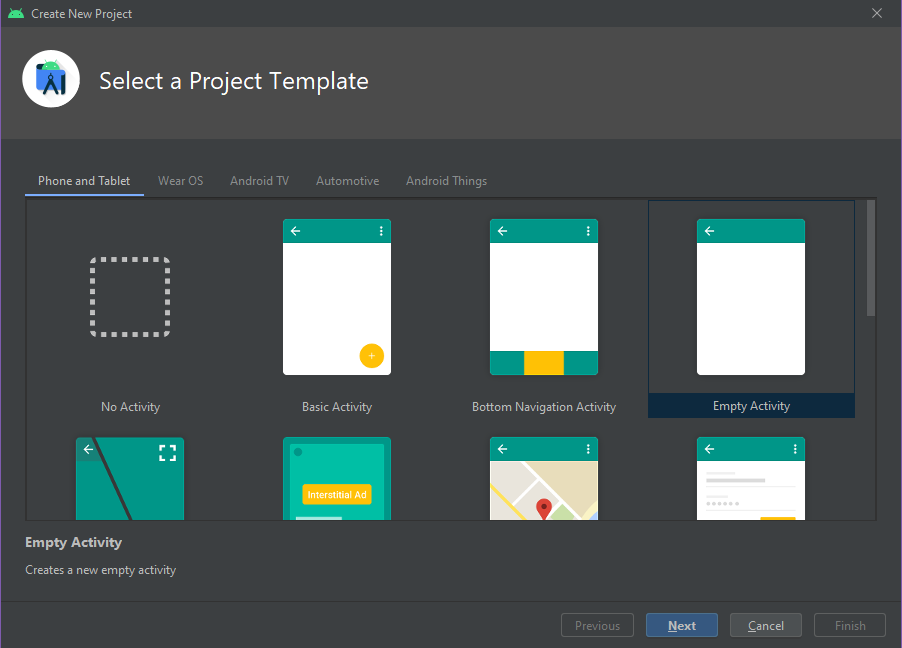 Create New Project
Select a Project Template
Phone and Tablet
Wear OS
Android TV
Automotive
Android Things
No Activity
Basic Activity
Bottom Navigation Activity
Empty Activity
Interstitial Ad
Empty Activity
Creates a new empty activity
Previous
Next
Cancel
Finish